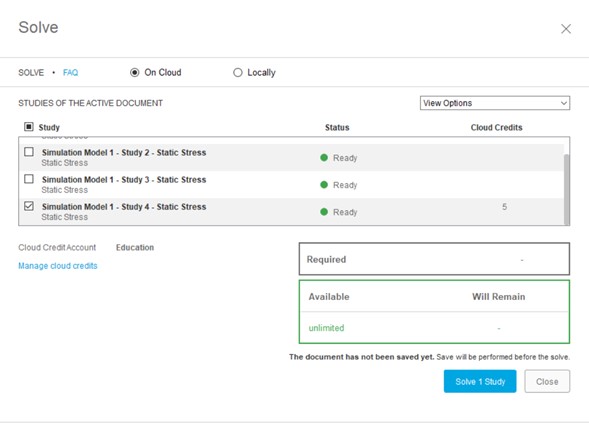 Solve
SOLVE • FAQ On Cloud Locally
STUDIES OF THE ACTIVE DOCUMENT View Options
Study Status Cloud Credits
Static Stress
Simulation Model 1 - Study 2 - Static Stress
Static Stress
Ready
Simulation Model 1 - Study 3 - Static Stress
Static Stress
Ready
Simulation Model 1 - Study 4 - Static Stress
Static Stress
Ready
5
Cloud Credit Account Education
Manage cloud credits
Required -
Available Will Remain
unlimited -
The document has not been saved yet. Save will be performed before the solve.
Solve 1 Study Close